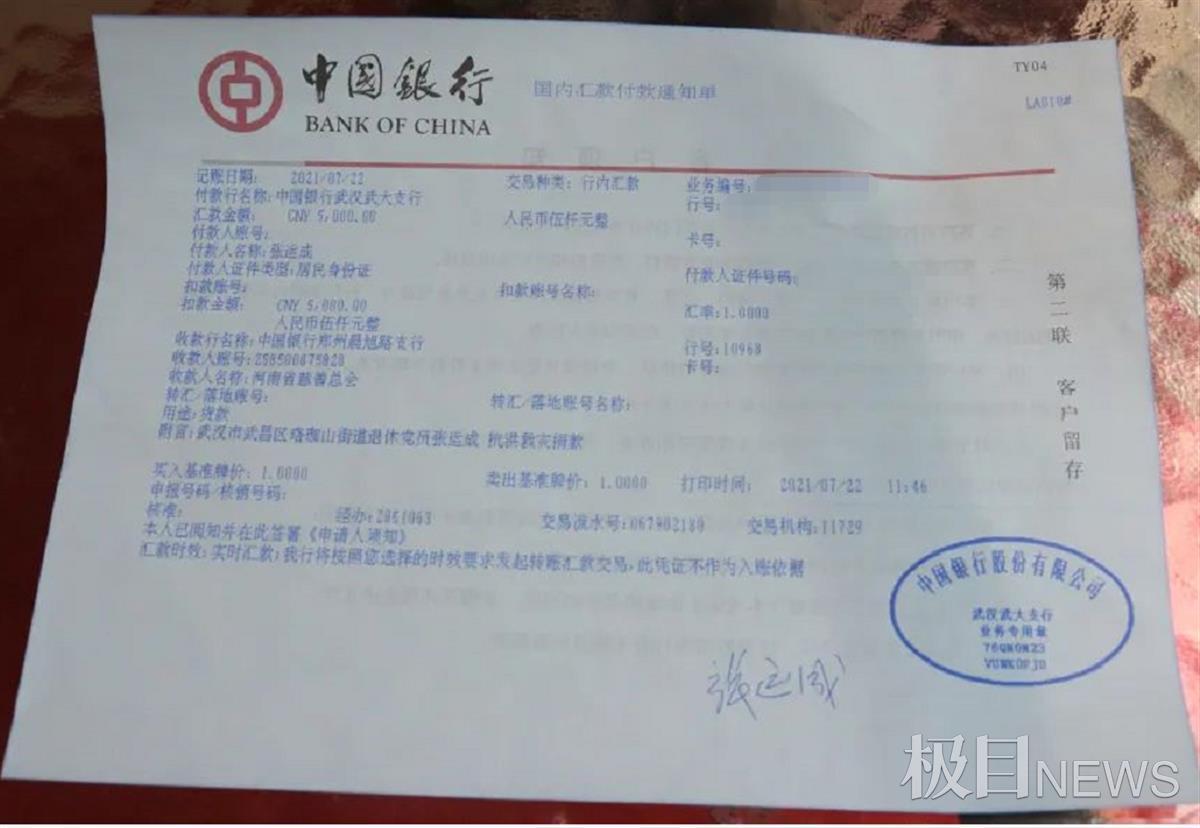 中国银行
BANK OF CHINA
国内汇款付款通知单
TY04
LA010#
记账日期: 2021/07/22 交易种类: 行内汇款 业务编号:
付款行名称: 中国银行武汉武大支行 行号:
汇款金额: CNY 5,000.00 人民币伍仟元整
付款人账号: 卡号:
付款人名称: 张运成
付款人证件类型: 居民身份证 付款人证件号码:
扣款账号: 扣款账号名称:
扣款金额: CNY 5,000.00 汇率: 1.0000
人民币伍仟元整
收款行名称: 中国银行郑州晨旭路支行 行号: 10968
收款人账号: 卡号:
收款人名称: 河南省慈善总会
转汇/落地账号: 转汇/落地账号名称:
用途: 货款
附言: 武汉市武昌区珞珈山街道退休党员张运成 抗洪救灾捐款
买入基准牌价: 1.0000 卖出基准牌价: 1.0000 打印时间: 2021/07/22 11:46
申报号码/核销号码:
核准: 经办: 交易流水号: 067902180 交易机构: 11729
本人已阅知并在此签署《申请人须知》
汇款时效: 实时汇款: 我行将按照您选择的时效要求发起转账汇款交易, 此凭证不作为入账依据
第二联 客户留存
中国银行股份有限公司
武汉武大支行
业务专用章
张运成
极目NEWS